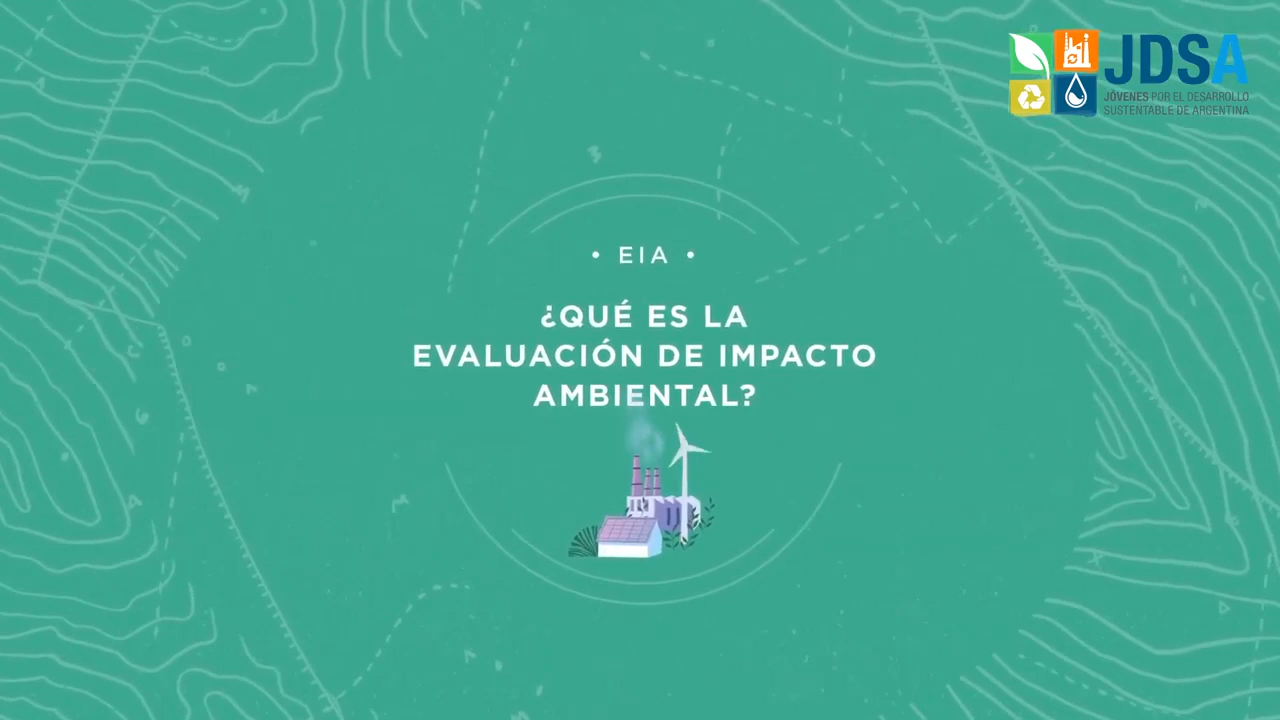 JDSA
JÓVENES POR EL DESARROLLO
SUSTENTABLE DE ARGENTINA
• EIA •
¿QUÉ ES LA
EVALUACIÓN DE IMPACTO
AMBIENTAL?